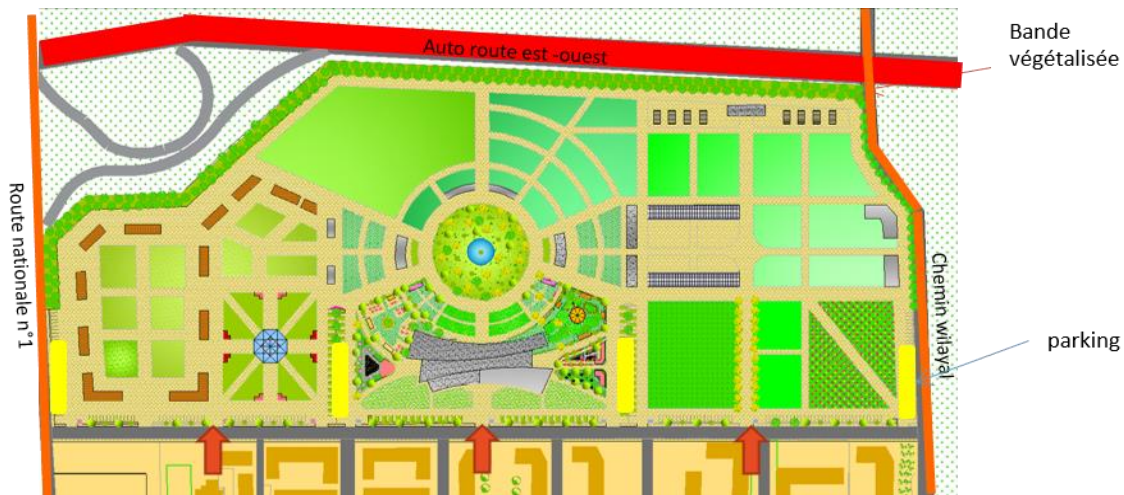 Auto route est -ouest
Bande
végétalisée
Route nationale n°1
Chemin wilayal
parking